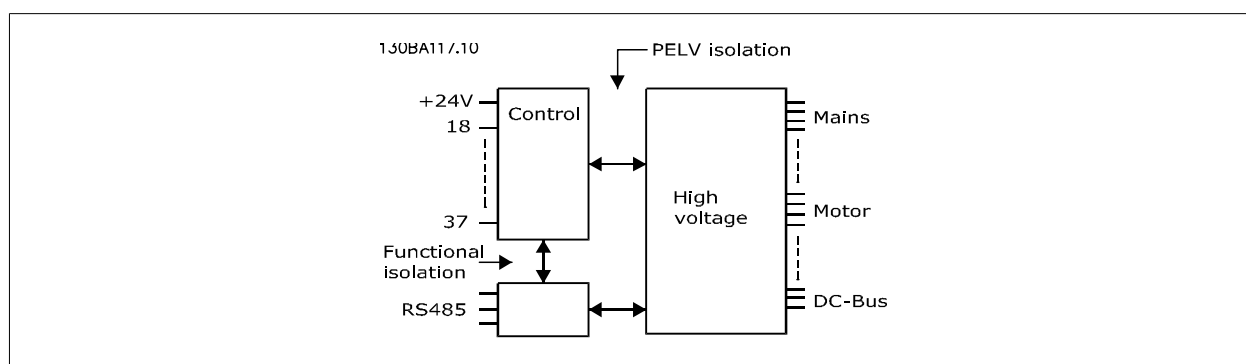 130BA117.10
PELV isolation
+24V
Control
18
Mains
High
voltage
37
Motor
Functional
isolation
RS485
DC-Bus